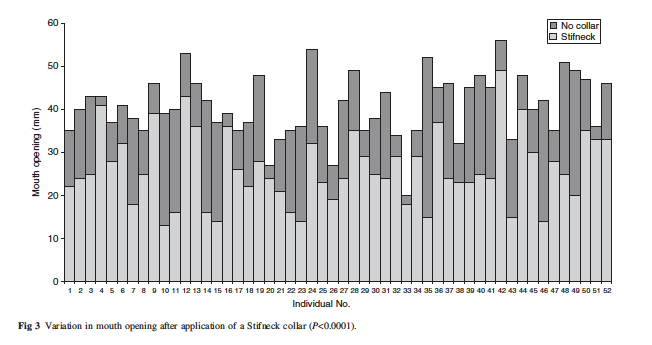 60
No collar
Stifneck
50
40
30
20
10
0
Mouth opening (mm)
1 2 3 4 5 6 7 8 9 10 11 12 13 14 15 16 17 18 19 20 21 22 23 24 25 26 27 28 29 30 31 32 33 34 35 36 37 38 39 40 41 42 43 44 45 46 47 48 49 50 51 52
Individual No.
Fig 3 Variation in mouth opening after application of a Stifneck collar (P<0.0001).